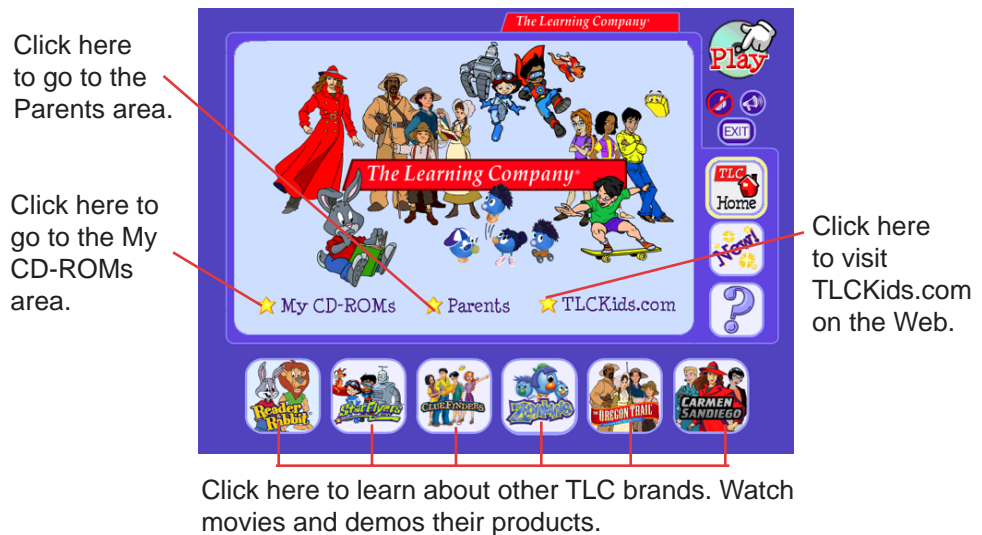 The Learning Company®
Click here
to go to the
Parents area.
Play
EXIT
The Learning Company®
TLC
Home
Click here to
go to the My
CD-ROMs
area.
New!
Click here
to visit
TLCKids.com
on the Web.
My CD-ROMs
Parents
TLCKids.com
?
Reader
Rabbit
StarFlyers
CLUEFINDERS
ZOOMBINIS
THE OREGON TRAIL
CARMEN
SANDIEGO
Click here to learn about other TLC brands. Watch
movies and demos their products.